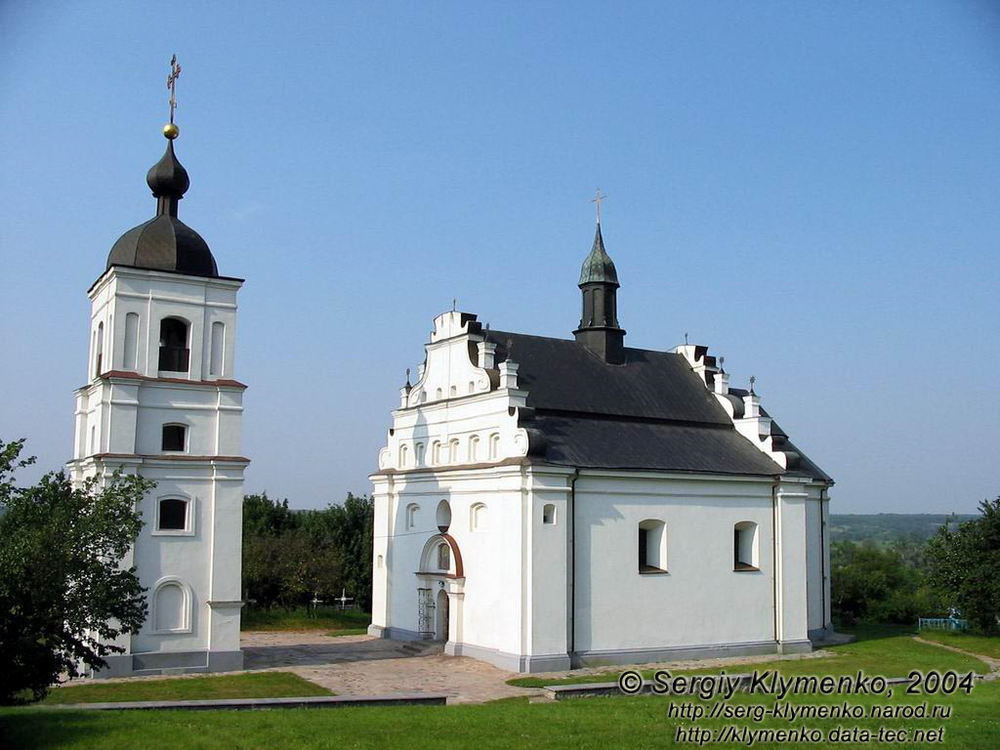 © Sergiy Klymenko, 2004
http://serg-klymenko.narod.ru
http://klymenko.data-tec.net